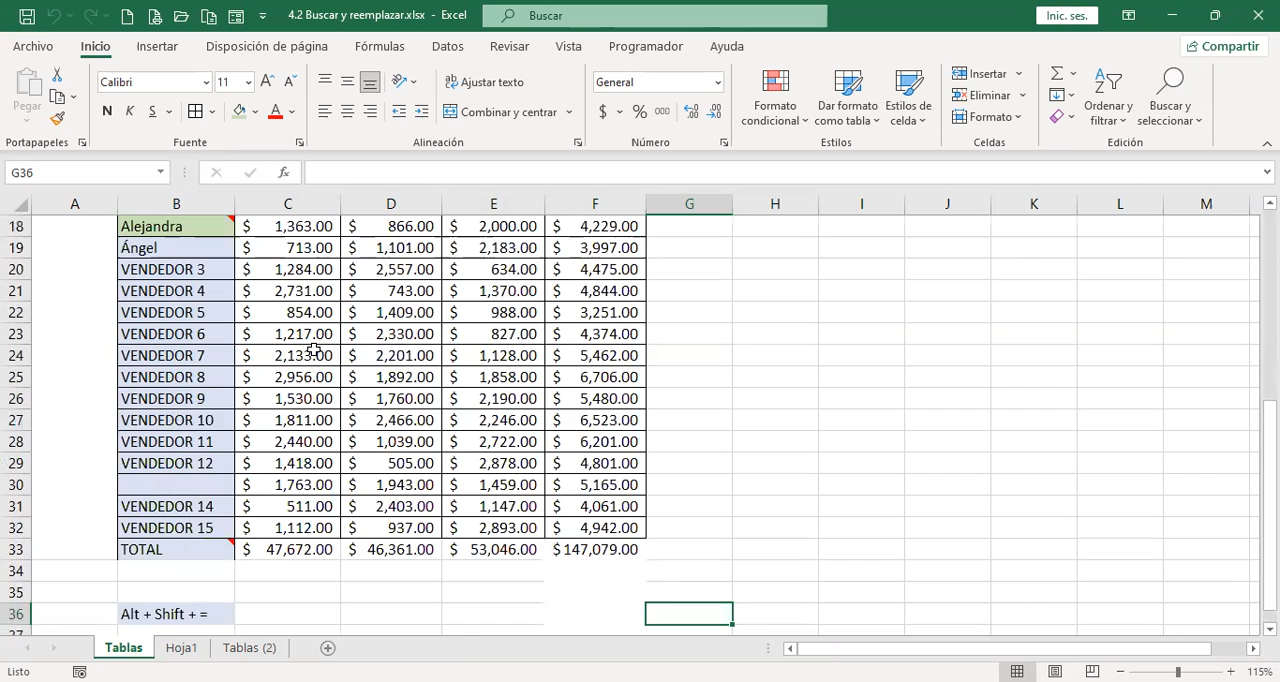 4.2 Buscar y reemplazar.xlsx - Excel
Buscar
Inic. ses.
Archivo Inicio Insertar Disposición de página Fórmulas Datos Revisar Vista Programador Ayuda
Compartir
Pegar
Calibri 11
N K S
Ajustar texto
Combinar y centrar
General
$ % 000
Formato condicional
Dar formato como tabla
Estilos de celda
Insertar
Eliminar
Formato
Ordenar y filtrar
Buscar y seleccionar
Portapapeles Fuente Alineación Número Estilos Celdas Edición
G36
A B C D E F G H I J K L M
18 Alejandra $ 1,363.00 $ 866.00 $ 2,000.00 $ 4,229.00
19 Ángel $ 713.00 $ 1,101.00 $ 2,183.00 $ 3,997.00
20 VENDEDOR 3 $ 1,284.00 $ 2,557.00 $ 634.00 $ 4,475.00
21 VENDEDOR 4 $ 2,731.00 $ 743.00 $ 1,370.00 $ 4,844.00
22 VENDEDOR 5 $ 854.00 $ 1,409.00 $ 988.00 $ 3,251.00
23 VENDEDOR 6 $ 1,217.00 $ 2,330.00 $ 827.00 $ 4,374.00
24 VENDEDOR 7 $ 2,133.00 $ 2,201.00 $ 1,128.00 $ 5,462.00
25 VENDEDOR 8 $ 2,956.00 $ 1,892.00 $ 1,858.00 $ 6,706.00
26 VENDEDOR 9 $ 1,530.00 $ 1,760.00 $ 2,190.00 $ 5,480.00
27 VENDEDOR 10 $ 1,811.00 $ 2,466.00 $ 2,246.00 $ 6,523.00
28 VENDEDOR 11 $ 2,440.00 $ 1,039.00 $ 2,722.00 $ 6,201.00
29 VENDEDOR 12 $ 1,418.00 $ 505.00 $ 2,878.00 $ 4,801.00
30 $ 1,763.00 $ 1,943.00 $ 1,459.00 $ 5,165.00
31 VENDEDOR 14 $ 511.00 $ 2,403.00 $ 1,147.00 $ 4,061.00
32 VENDEDOR 15 $ 1,112.00 $ 937.00 $ 2,893.00 $ 4,942.00
33 TOTAL $ 47,672.00 $ 46,361.00 $ 53,046.00 $147,079.00
34
35
36 Alt + Shift + =
37
Tablas Hoja1 Tablas (2)
Listo
115%